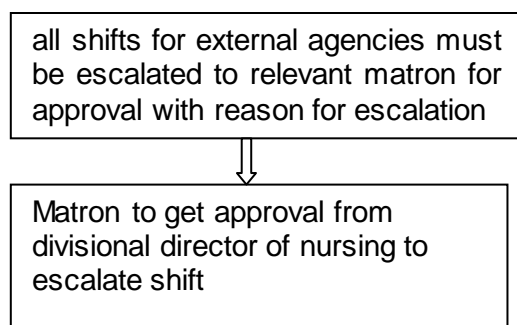 all shifts for external agencies must
be escalated to relevant matron for
approval with reason for escalation
Matron to get approval from
divisional director of nursing to
escalate shift